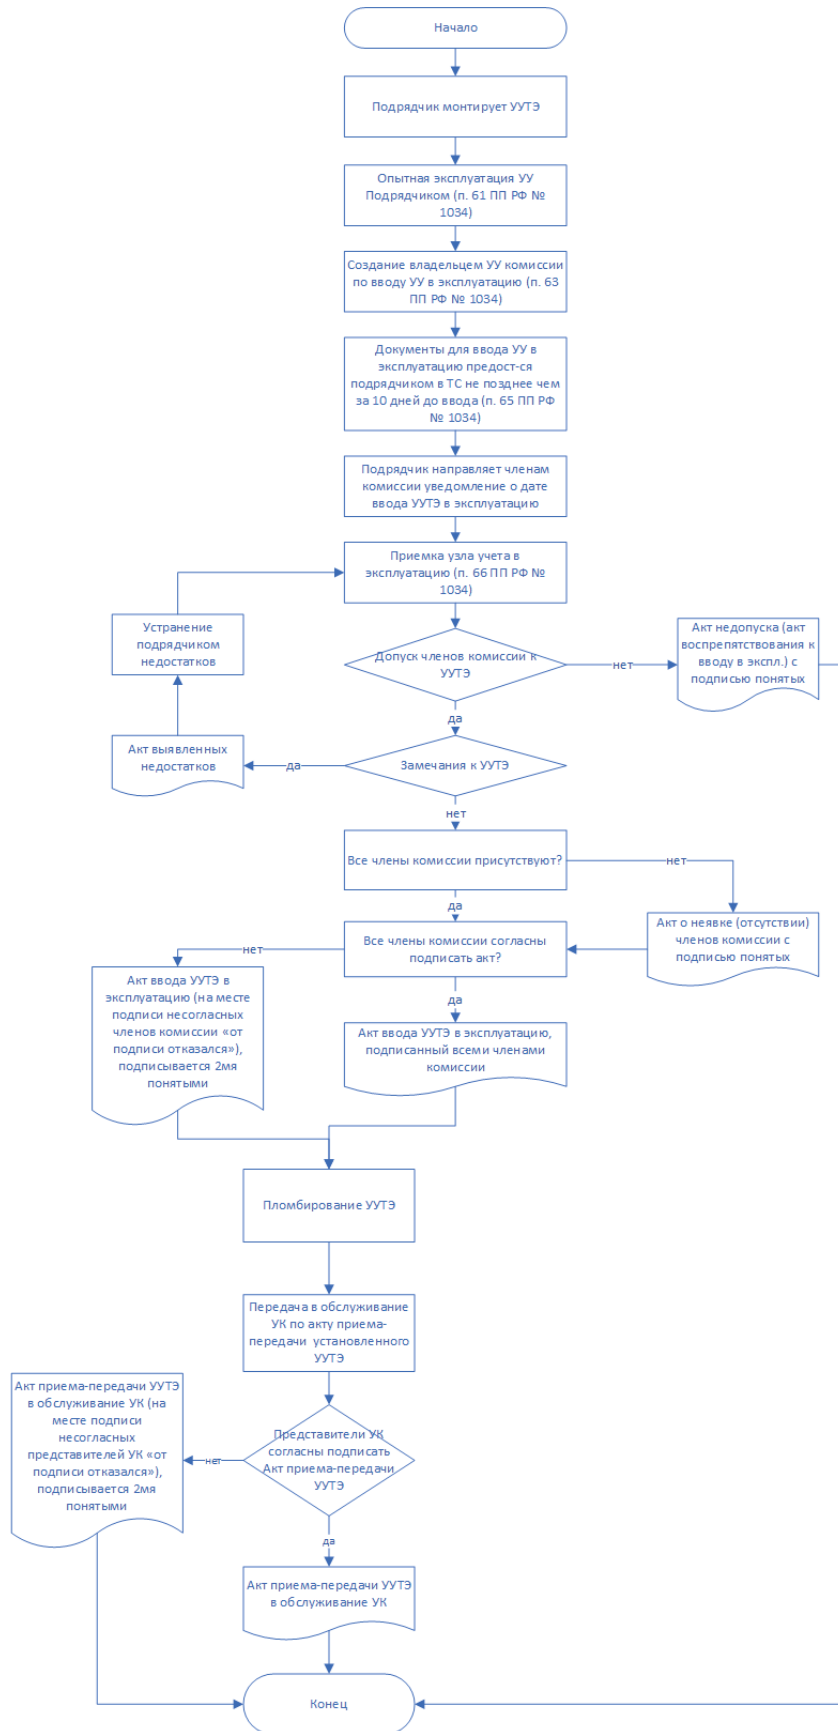 Начало
Подрядчик монтирует УУТЭ
Опытная эксплуатация УУ
Подрядчиком (п. 61 ПП РФ №
1034)
Создание владельцем УУ комиссии
по вводу УУ в эксплуатацию (п. 63
ПП РФ № 1034)
Документы для ввода УУ в
эксплуатацию предост-ся
подрядчиком в ТС не позднее чем
за 10 дней до ввода (п. 65 ПП РФ
№ 1034)
Подрядчик направляет членам
комиссии уведомление о дате
ввода УУТЭ в эксплуатацию
Приемка узла учета в
эксплуатацию (п. 66 ПП РФ №
1034)
Устранение
подрядчиком
недостатков
Допуск членов комиссии к
УУТЭ
нет
Акт недопуска (акт
воспрепятствования к
вводу в экспл.) с
подписью понятых
да
Акт выявленных
недостатков
да
Замечания к УУТЭ
нет
Все члены комиссии присутствуют?
нет
да
Акт о неявке (отсутствии)
членов комиссии с
подписью понятых
Все члены комиссии согласны
подписать акт?
нет
Акт ввода УУТЭ в
эксплуатацию (на месте
подписи несогласных
членов комиссии «от
подписи отказался»),
подписывается 2мя
понятыми
да
Акт ввода УУТЭ в эксплуатацию,
подписанный всеми членами
комиссии
Пломбирование УУТЭ
Передача в обслуживание
УК по акту приема-
передачи установленного
УУТЭ
Акт приема-передачи УУТЭ
в обслуживание УК (на
месте подписи
несогласных
представителей УК «от
подписи отказался»),
подписывается 2мя
понятыми
нет
Представители УК
согласны подписать
Акт приема-передачи
УУТЭ
да
Акт приема-передачи УУТЭ
в обслуживание УК
Конец